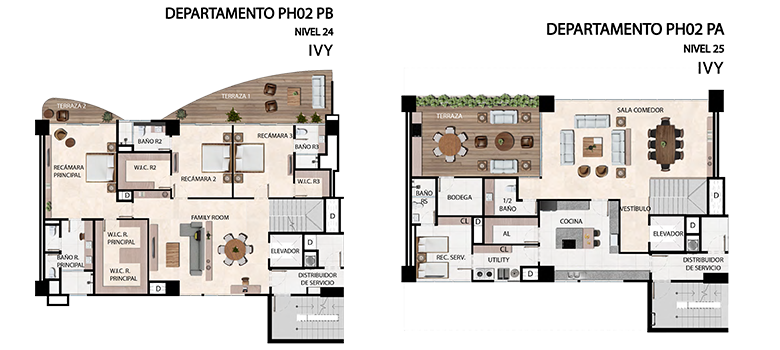 DEPARTAMENTO PH02 PB
NIVEL 24
IVY
TERRAZA 2
TERRAZA 1
BAÑO R2
RECÁMARA 3
BAÑO R3
RECÁMARA
PRINCIPAL
W.I.C. R2
RECÁMARA 2
W.I.C. R3
D
FAMILY ROOM
D
W.I.C. R.
PRINCIPAL
BAÑO R.
PRINCIPAL
W.I.C. R.
PRINCIPAL
ELEVADOR
D
D
DISTRIBUIDOR
DE SERVICIO
D
DEPARTAMENTO PH02 PA
NIVEL 25
IVY
TERRAZA
SALA COMEDOR
BAÑO
RS
BODEGA
1/2
BAÑO
D
VESTÍBULO
CL
D
COCINA
AL
ELEVADOR
D
CL
REC. SERV.
UTILITY
D
D
DISTRIBUIDOR
DE SERVICIO